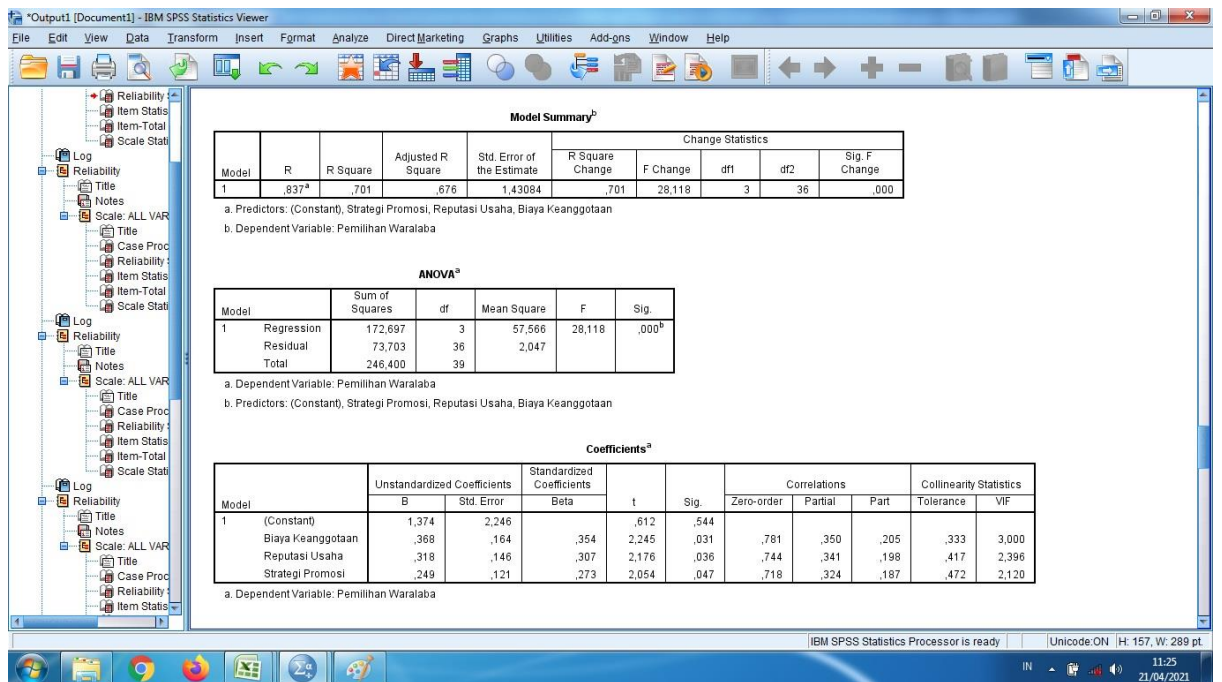 *Output1 [Document1] - IBM SPSS Statistics Viewer
File Edit View Data Transform Insert Format Analyze Direct Marketing Graphs Utilities Add-ons Window Help
Reliability
Item Statis
Item-Total
Scale Stati
Log
Reliability
Title
Notes
Scale: ALL VAR
Title
Case Proc
Reliability
Item Statis
Item-Total
Scale Stati
Log
Reliability
Title
Notes
Scale: ALL VAR
Title
Case Proc
Reliability
Item Statis
Item-Total
Scale Stati
Log
Reliability
Title
Notes
Scale: ALL VAR
Title
Case Proc
Reliability
Item Statis
Model Summaryb
Change Statistics
Model R R Square Adjusted R Square Std. Error of the Estimate R Square Change F Change df1 df2 Sig. F Change
1 ,837a ,701 ,676 1,43084 ,701 28,118 3 36 ,000
a. Predictors: (Constant), Strategi Promosi, Reputasi Usaha, Biaya Keanggotaan
b. Dependent Variable: Pemilihan Waralaba
ANOVAa
Model Sum of Squares df Mean Square F Sig.
1 Regression 172,697 3 57,566 28,118 ,000b
Residual 73,703 36 2,047
Total 246,400 39
a. Dependent Variable: Pemilihan Waralaba
b. Predictors: (Constant), Strategi Promosi, Reputasi Usaha, Biaya Keanggotaan
Coefficientsa
Unstandardized Coefficients Standardized Coefficients Correlations Collinearity Statistics
Model B Std. Error Beta t Sig. Zero-order Partial Part Tolerance VIF
1 (Constant) 1,374 2,246 ,612 ,544
Biaya Keanggotaan ,368 ,164 ,354 2,245 ,031 ,781 ,350 ,205 ,333 3,000
Reputasi Usaha ,318 ,146 ,307 2,176 ,036 ,744 ,341 ,198 ,417 2,396
Strategi Promosi ,249 ,121 ,273 2,054 ,047 ,718 ,324 ,187 ,472 2,120
a. Dependent Variable: Pemilihan Waralaba
IBM SPSS Statistics Processor is ready Unicode:ON H: 157, W: 289 pt.
IN 11:25
21/04/2021